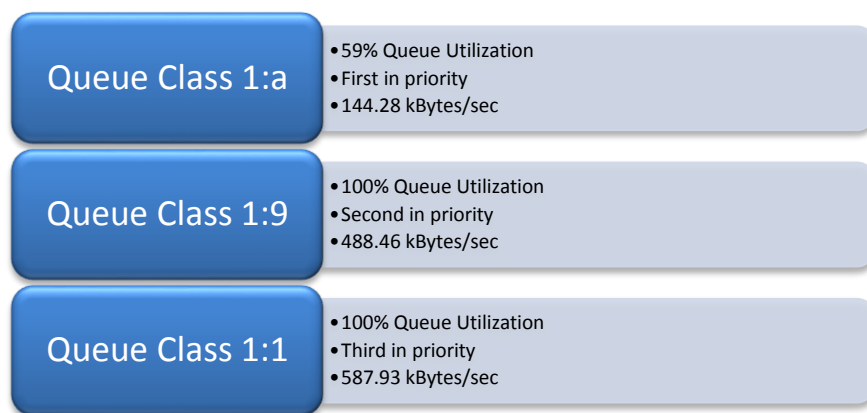 Queue Class 1:a
•59% Queue Utilization
•First in priority
•144.28 kBytes/sec
Queue Class 1:9
•100% Queue Utilization
•Second in priority
•488.46 kBytes/sec
Queue Class 1:1
•100% Queue Utilization
•Third in priority
•587.93 kBytes/sec